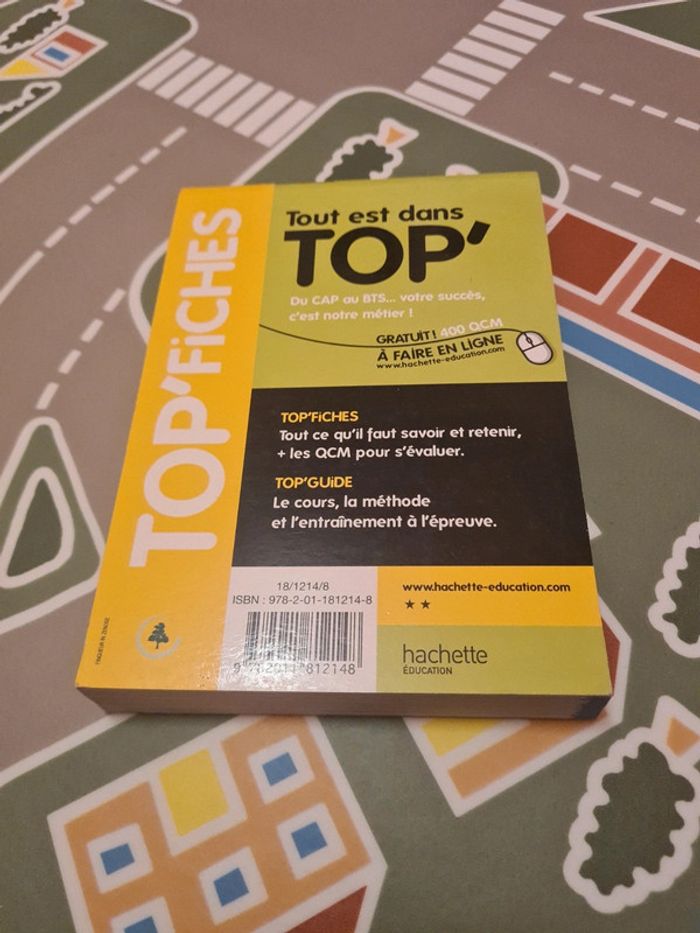 TOP'FiCHES
Tout est dans
TOP'
Du CAP au BTS... votre succès,
c'est notre métier !
GRATUiT! 400 QCM
À FAiRE EN LiGNE
www.hachette-education.com
TOP'FiCHES
Tout ce qu'il faut savoir et retenir,
+ les QCM pour s'évaluer.
TOP'GUiDE
Le cours, la méthode
et l'entraînement à l'épreuve.
18/1214/8
ISBN : 978-2-01-181214-8
www.hachette-education.com
★ ★
hachette
ÉDUCATION